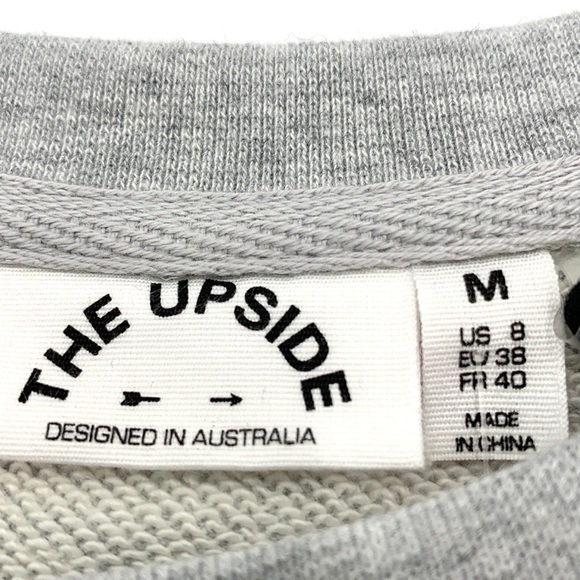 THE UPSIDE
DESIGNED IN AUSTRALIA
M
US 8
EU 38
FR 40
MADE
IN CHINA